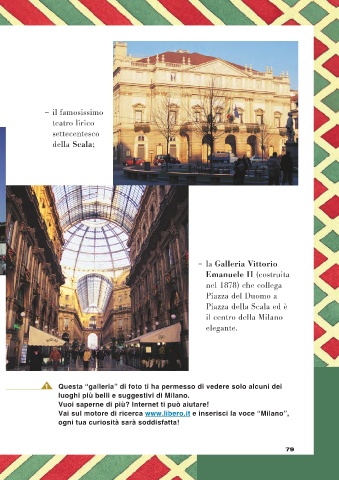 – il famosissimo
teatro lirico
settecentesco
della Scala;
– la Galleria Vittorio
Emanuele II (costruita
nel 1878) che collega
Piazza del Duomo a
Piazza della Scala ed è
il centro della Milano
elegante.
Questa “galleria” di foto ti ha permesso di vedere solo alcuni dei
luoghi più belli e suggestivi di Milano.
Vuoi saperne di più? Internet ti può aiutare!
Vai sul motore di ricerca www.libero.it e inserisci la voce “Milano”,
ogni tua curiosità sarà soddisfatta!
79